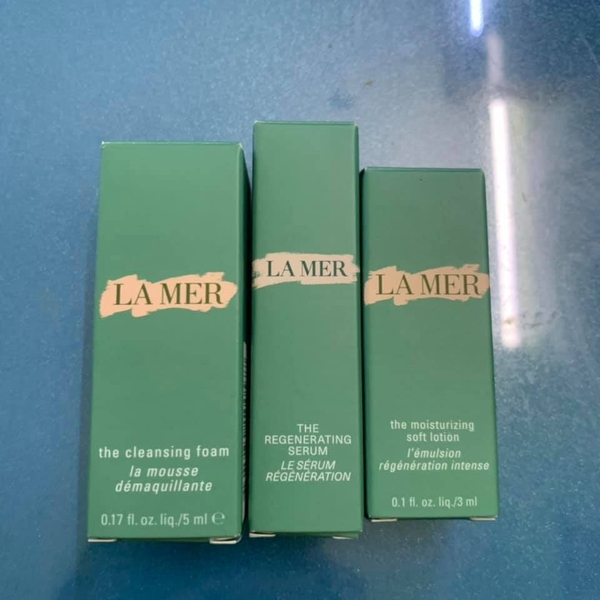 LA MER
the cleansing foam
la mousse
démaquillante
0.17 fl. oz. liq./5 ml ℮
LA MER
THE
REGENERATING
SERUM
LE SÉRUM
RÉGÉNÉRATION
LA MER
the moisturizing
soft lotion
l'émulsion
régénération intense
0.1 fl. oz. liq./3 ml